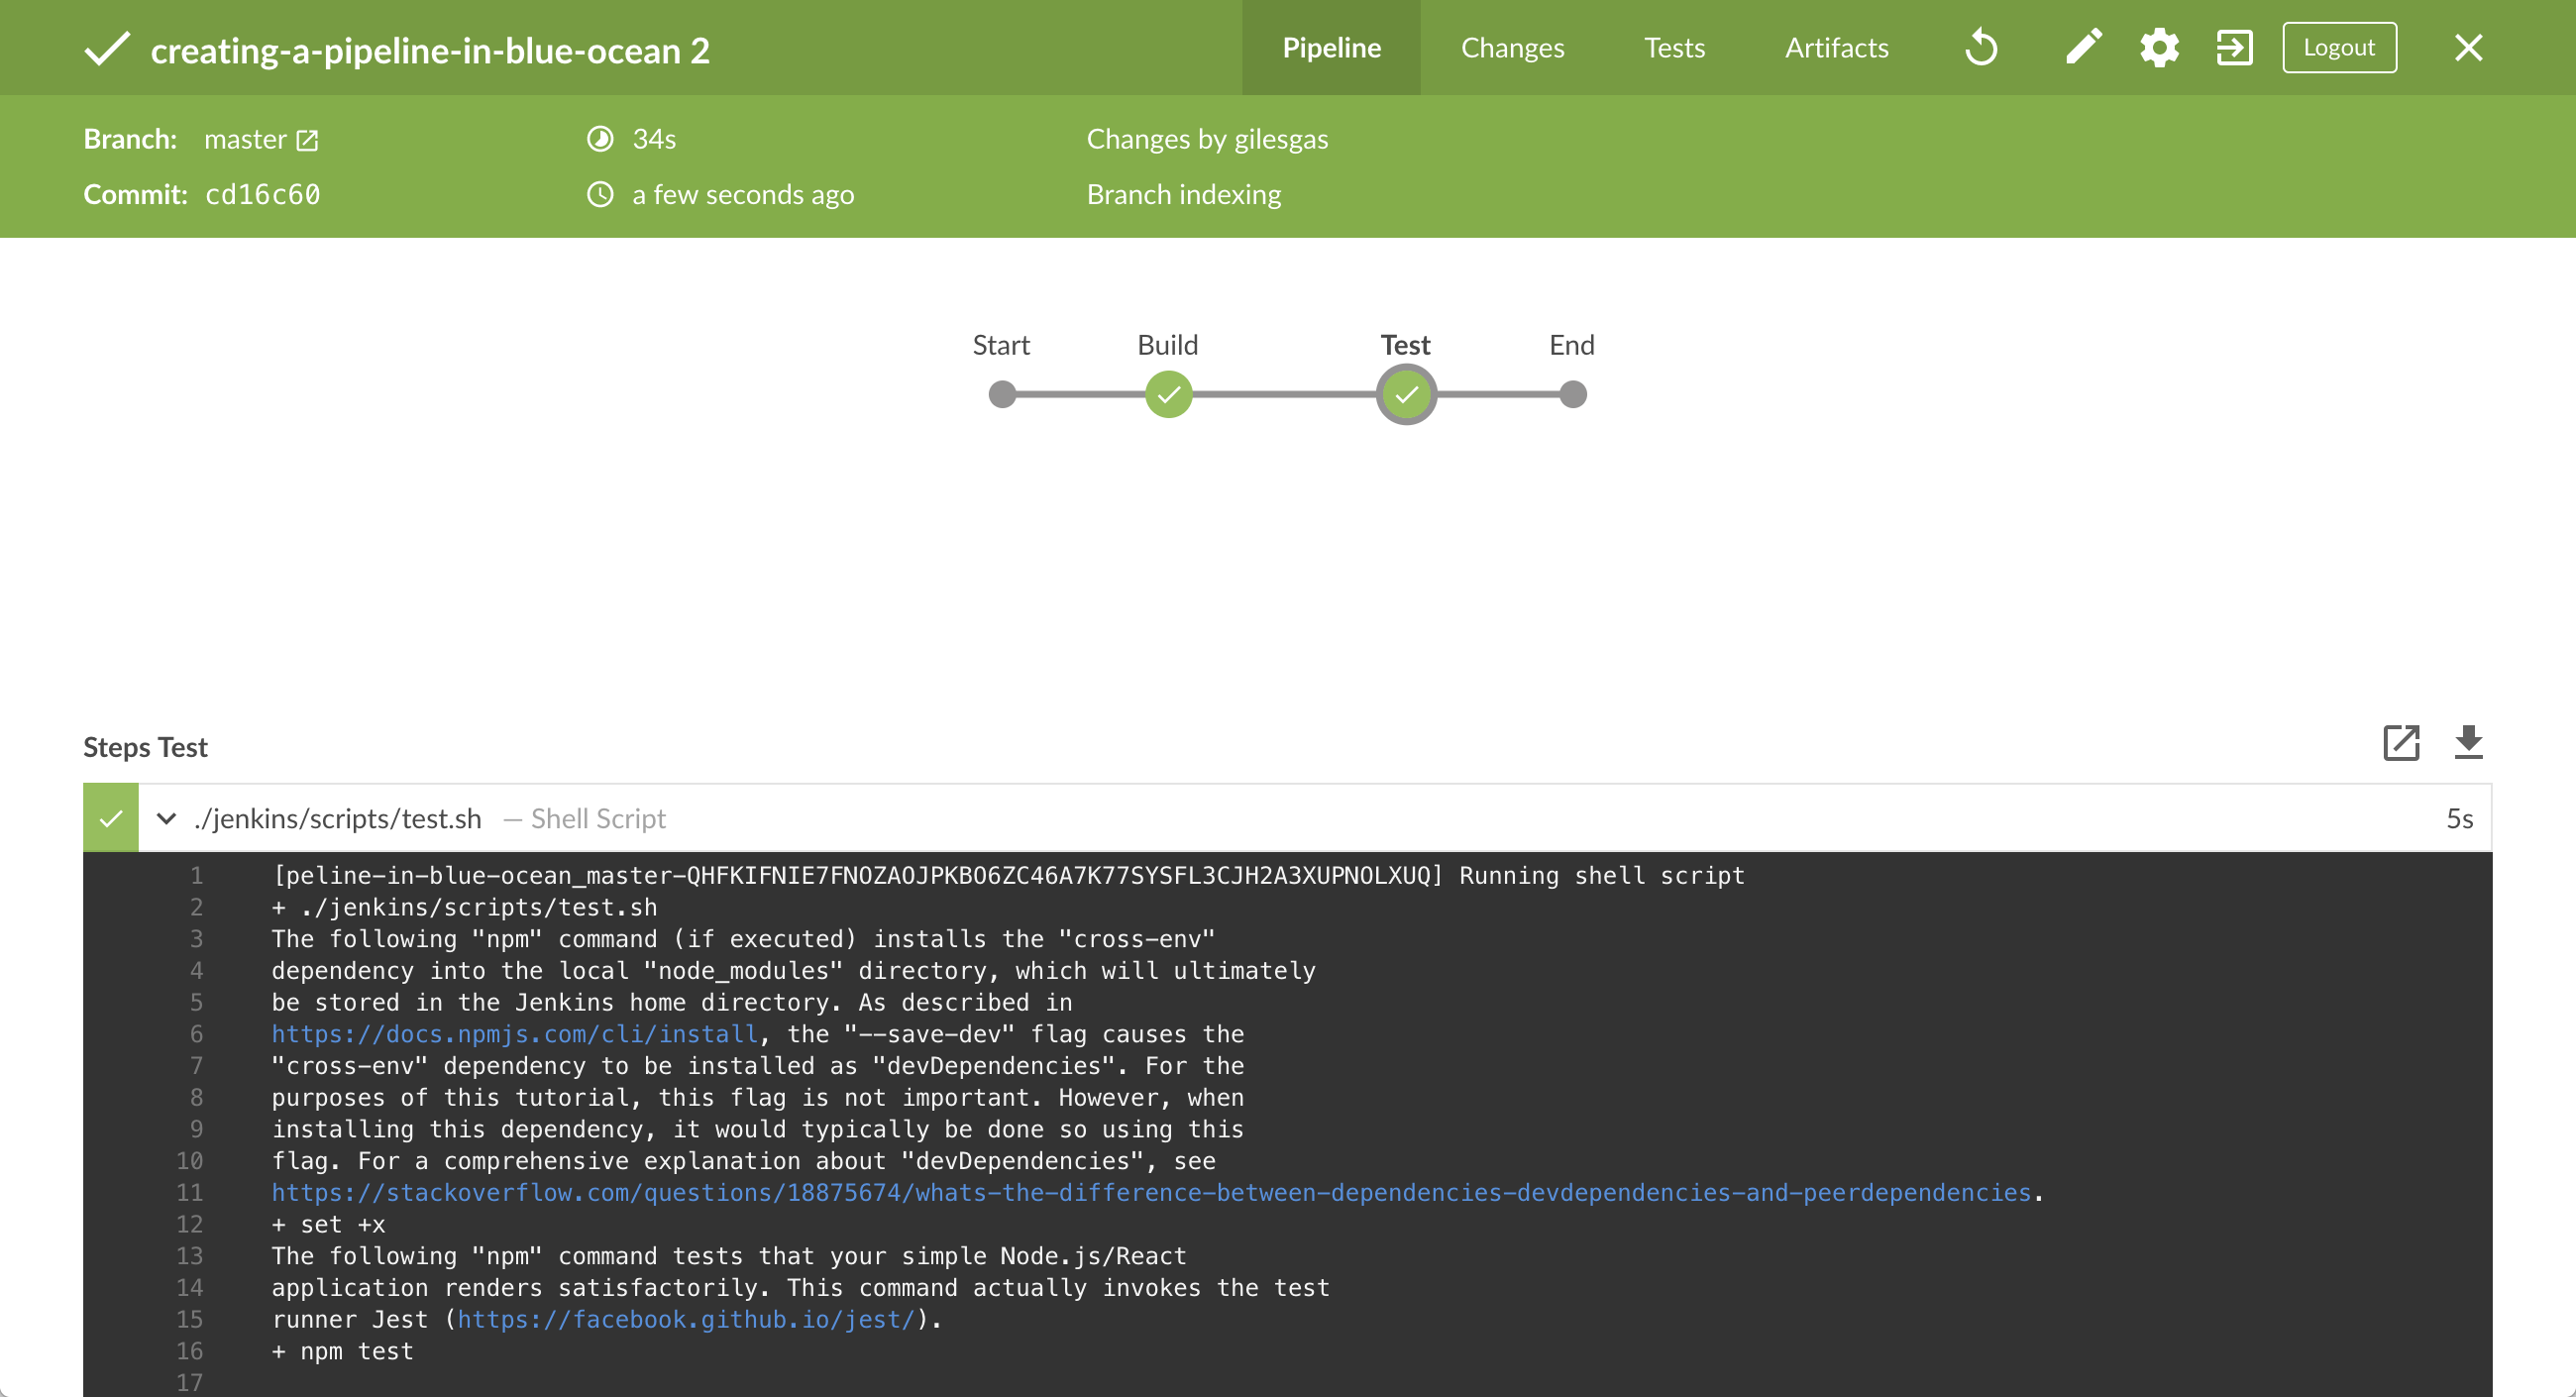 creating-a-pipeline-in-blue-ocean 2
Pipeline Changes Tests Artifacts Logout
Branch: master 34s Changes by gilesgas
Commit: cd16c60 a few seconds ago Branch indexing
Start Build Test End
Steps Test
./jenkins/scripts/test.sh — Shell Script 5s
1 [peline-in-blue-ocean_master-QHFKIFNIE7FNOZAOJPKBO6ZC46A7K77SYSFL3CJH2A3XUPNOLXUQ] Running shell script
2 + ./jenkins/scripts/test.sh
3 The following "npm" command (if executed) installs the "cross-env"
4 dependency into the local "node_modules" directory, which will ultimately
5 be stored in the Jenkins home directory. As described in
6 https://docs.npmjs.com/cli/install, the "--save-dev" flag causes the
7 "cross-env" dependency to be installed as "devDependencies". For the
8 purposes of this tutorial, this flag is not important. However, when
9 installing this dependency, it would typically be done so using this
10 flag. For a comprehensive explanation about "devDependencies", see
11 https://stackoverflow.com/questions/18875674/whats-the-difference-between-dependencies-devdependencies-and-peerdependencies.
12 + set +x
13 The following "npm" command tests that your simple Node.js/React
14 application renders satisfactorily. This command actually invokes the test
15 runner Jest (https://facebook.github.io/jest/).
16 + npm test
17